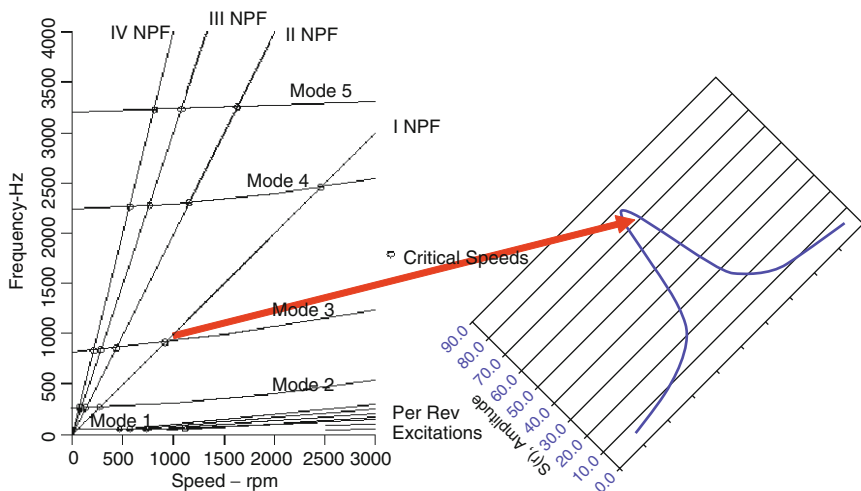 IV NPF
III NPF
II NPF
I NPF
Mode 5
Mode 4
Mode 3
Mode 2
Mode 1
Frequency-Hz
4000
3500
3000
2500
2000
1500
1000
500
0
0 500 1000 1500 2000 2500 3000
Speed – rpm
Critical Speeds
Per Rev
Excitations
90.0
80.0
70.0
60.0
50.0
40.0
30.0
20.0
10.0
0.0
S(r), Amplitude